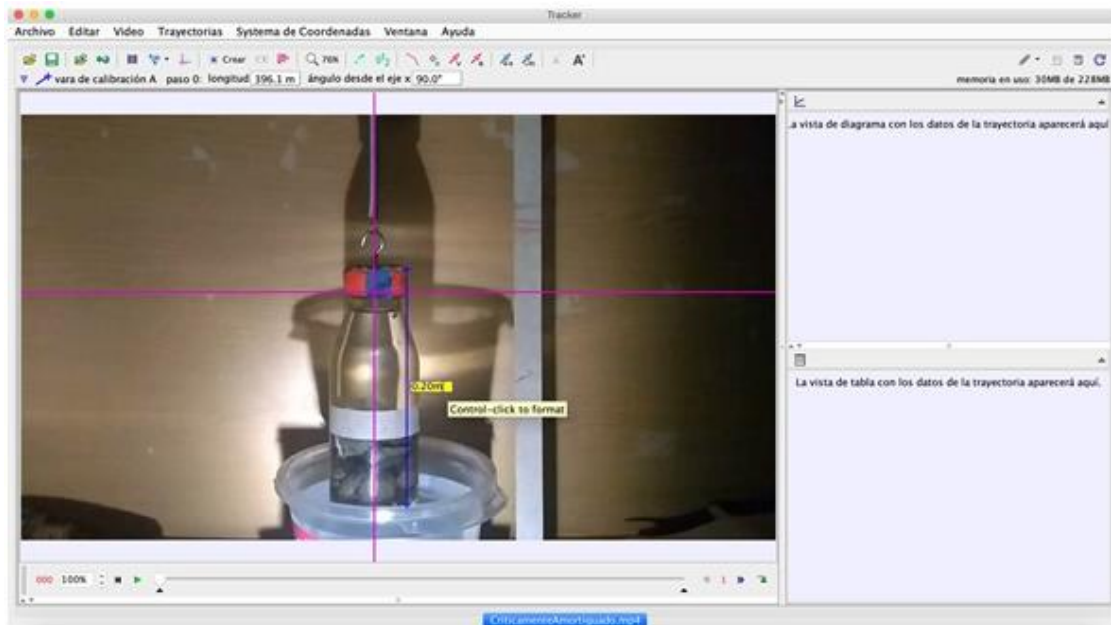 Tracker
Archivo Editar Video Trayectorias Systema de Coordenadas Ventana Ayuda
Crear 76%
vara de calibración A paso 0: longitud 396.1 m ángulo desde el eje x 90.0°
memoria en uso: 30MB de 228MB
.a vista de diagrama con los datos de la trayectoria aparecerá aquí
0.20m
Control-click to format
La vista de tabla con los datos de la trayectoria aparecerá aquí.
000 100% 1
CriticamenteAmortiguado.mp4